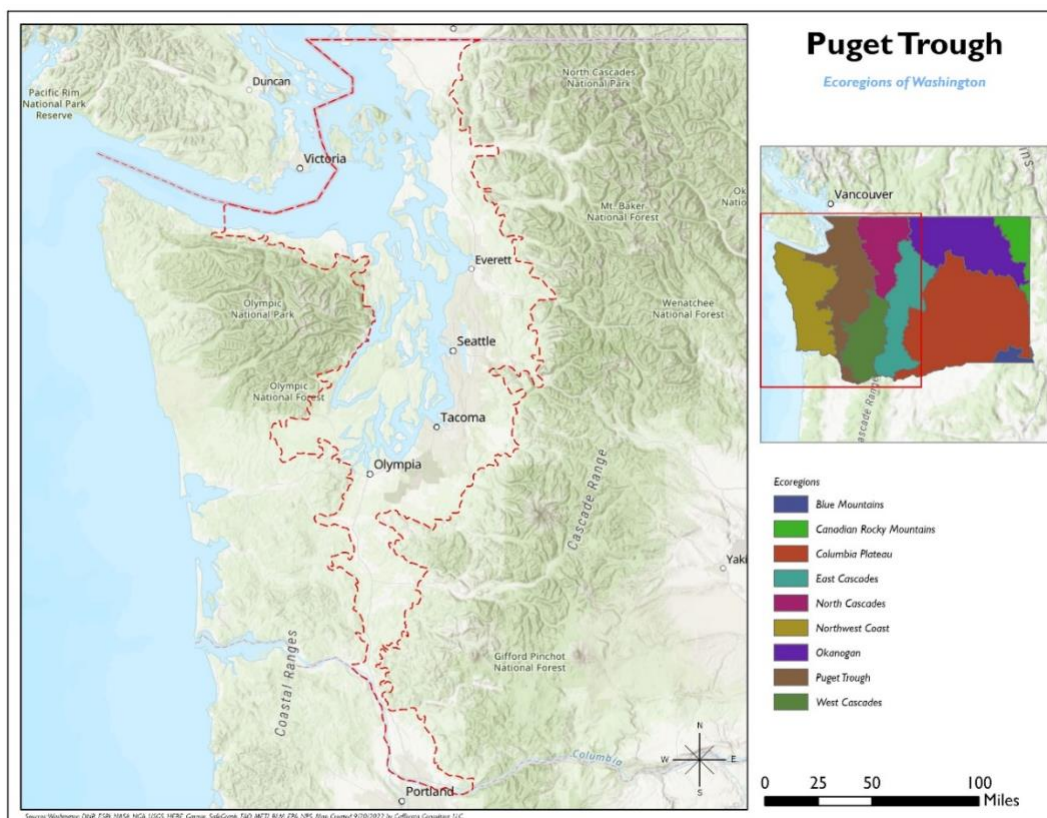 Puget Trough
Ecoregions of Washington
Duncan
North Cascades
National Park
Pacific Rim
National Park
Reserve
Victoria
Mt. Baker
National Forest
Everett
Olympic
National Park
Wenatchee
National Forest
Seattle
Olympic
National Forest
Tacoma
Olympia
Cascade Range
Coastal Ranges
Gifford Pinchot
National Forest
Columbia
Portland
N
W
E
S
Vancouver
Ecoregions
Blue Mountains
Canadian Rocky Mountains
Columbia Plateau
East Cascades
North Cascades
Northwest Coast
Okanogan
Puget Trough
West Cascades
0 25 50 100
Miles